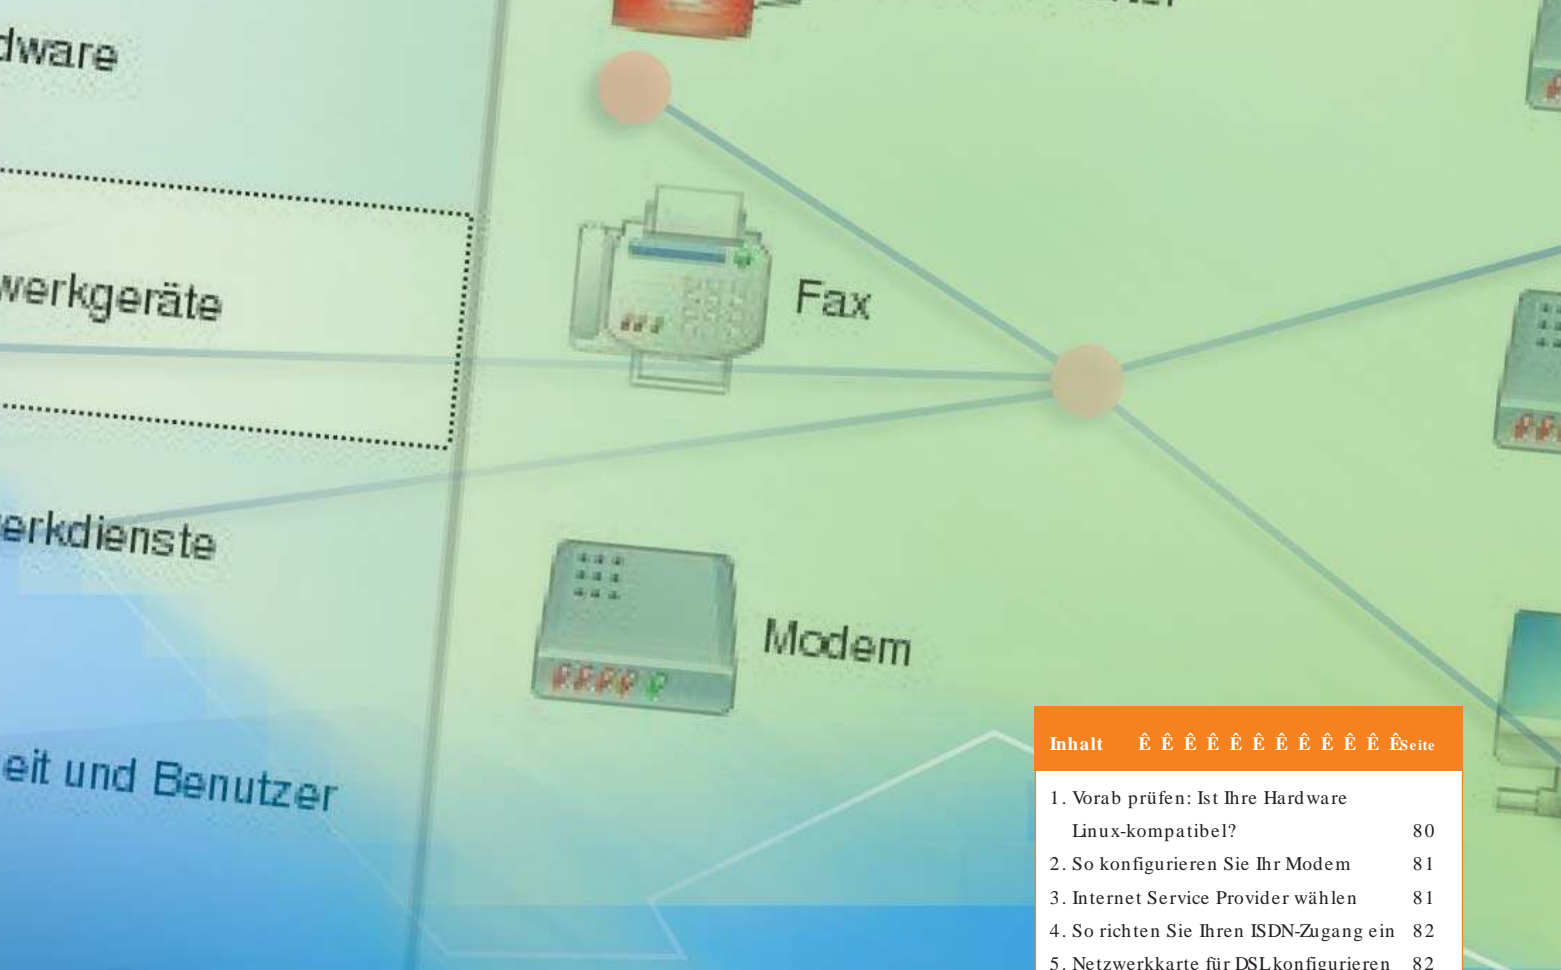 dware
werkgeräte
Fax
erkdienste
Modem
eit und Benutzer
Inhalt Ê Ê Ê Ê Ê Ê Ê Ê Ê Ê Ê Ê Seite
1. Vorab prüfen: Ist Ihre Hardware
Linux-kompatibel? 80
2. So konfigurieren Sie Ihr Modem 81
3. Internet Service Provider wählen 81
4. So richten Sie Ihren ISDN-Zugang ein 82
5. Netzwerkkarte für DSL konfigurieren 82